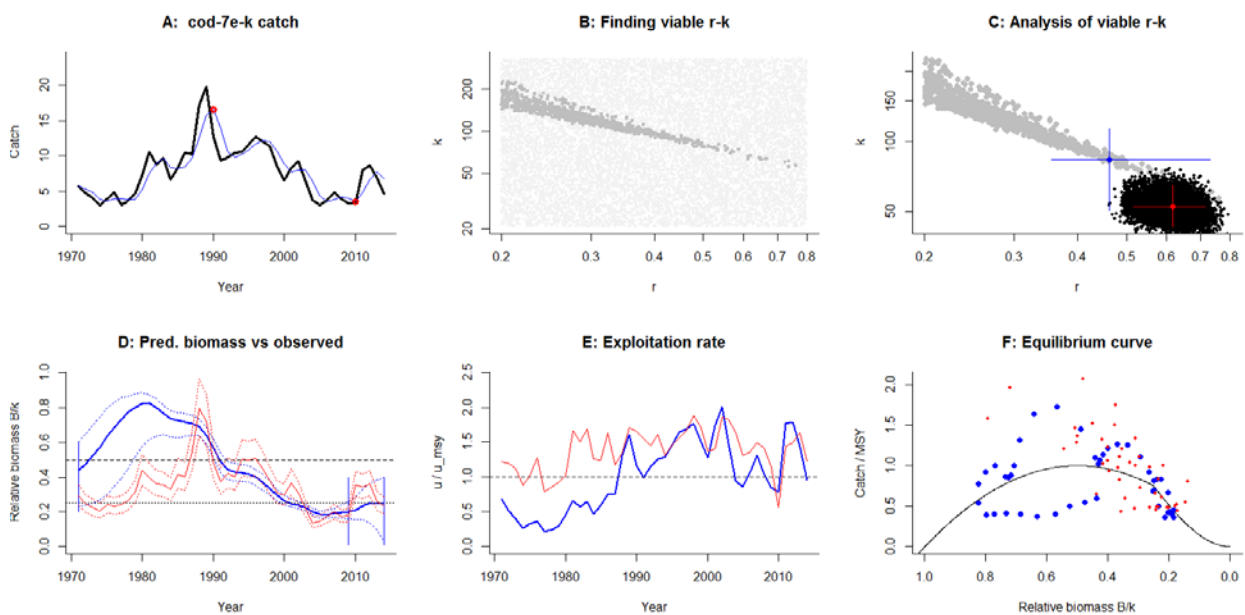 A: cod-7e-k catch
Catch
20
15
10
5
0
1970 1980 1990 2000 2010
Year
B: Finding viable r-k
k
200
100
50
20
0.2 0.3 0.4 0.5 0.6 0.7 0.8
r
C: Analysis of viable r-k
k
150
100
50
0.2 0.3 0.4 0.5 0.6 0.7 0.8
r
D: Pred. biomass vs observed
Relative biomass B/k
1.0
0.8
0.6
0.4
0.2
0.0
1970 1980 1990 2000 2010
Year
E: Exploitation rate
u / u_msy
2.5
2.0
1.5
1.0
0.5
0.0
1970 1980 1990 2000 2010
Year
F: Equilibrium curve
Catch / MSY
2.0
1.5
1.0
0.5
0.0
1.0 0.8 0.6 0.4 0.2 0.0
Relative biomass B/k